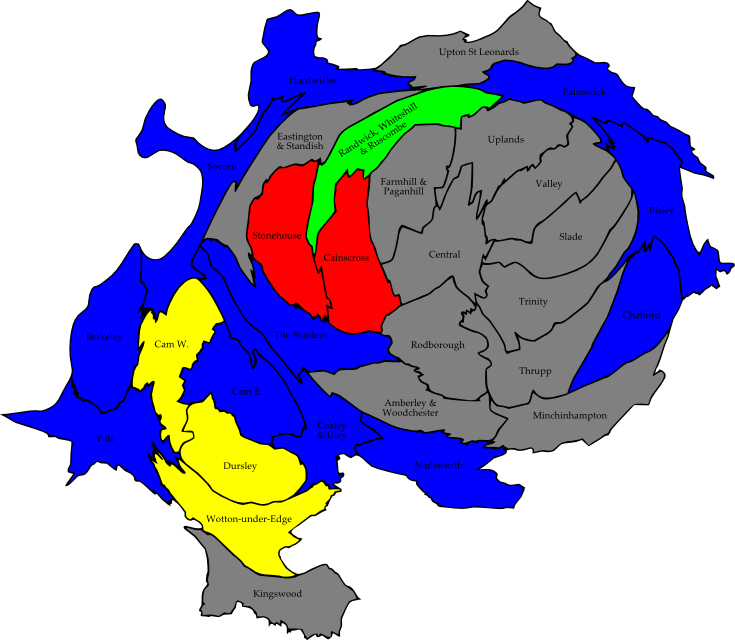 Upton St Leonards
Hardwicke
Painswick
Randwick, Whiteshill
& Ruscombe
Eastington
& Standish
Uplands
Severn
Farmhill &
Paganhill
Valley
Bisley
Stonehouse
Slade
Cainscross
Central
Trinity
Chalford
Berkeley
The Stanleys
Cam W.
Rodborough
Thrupp
Cam E.
Amberley &
Woodchester
Minchinhampton
Coaley
& Uley
Vale
Dursley
Nailsworth
Wotton-under-Edge
Kingswood